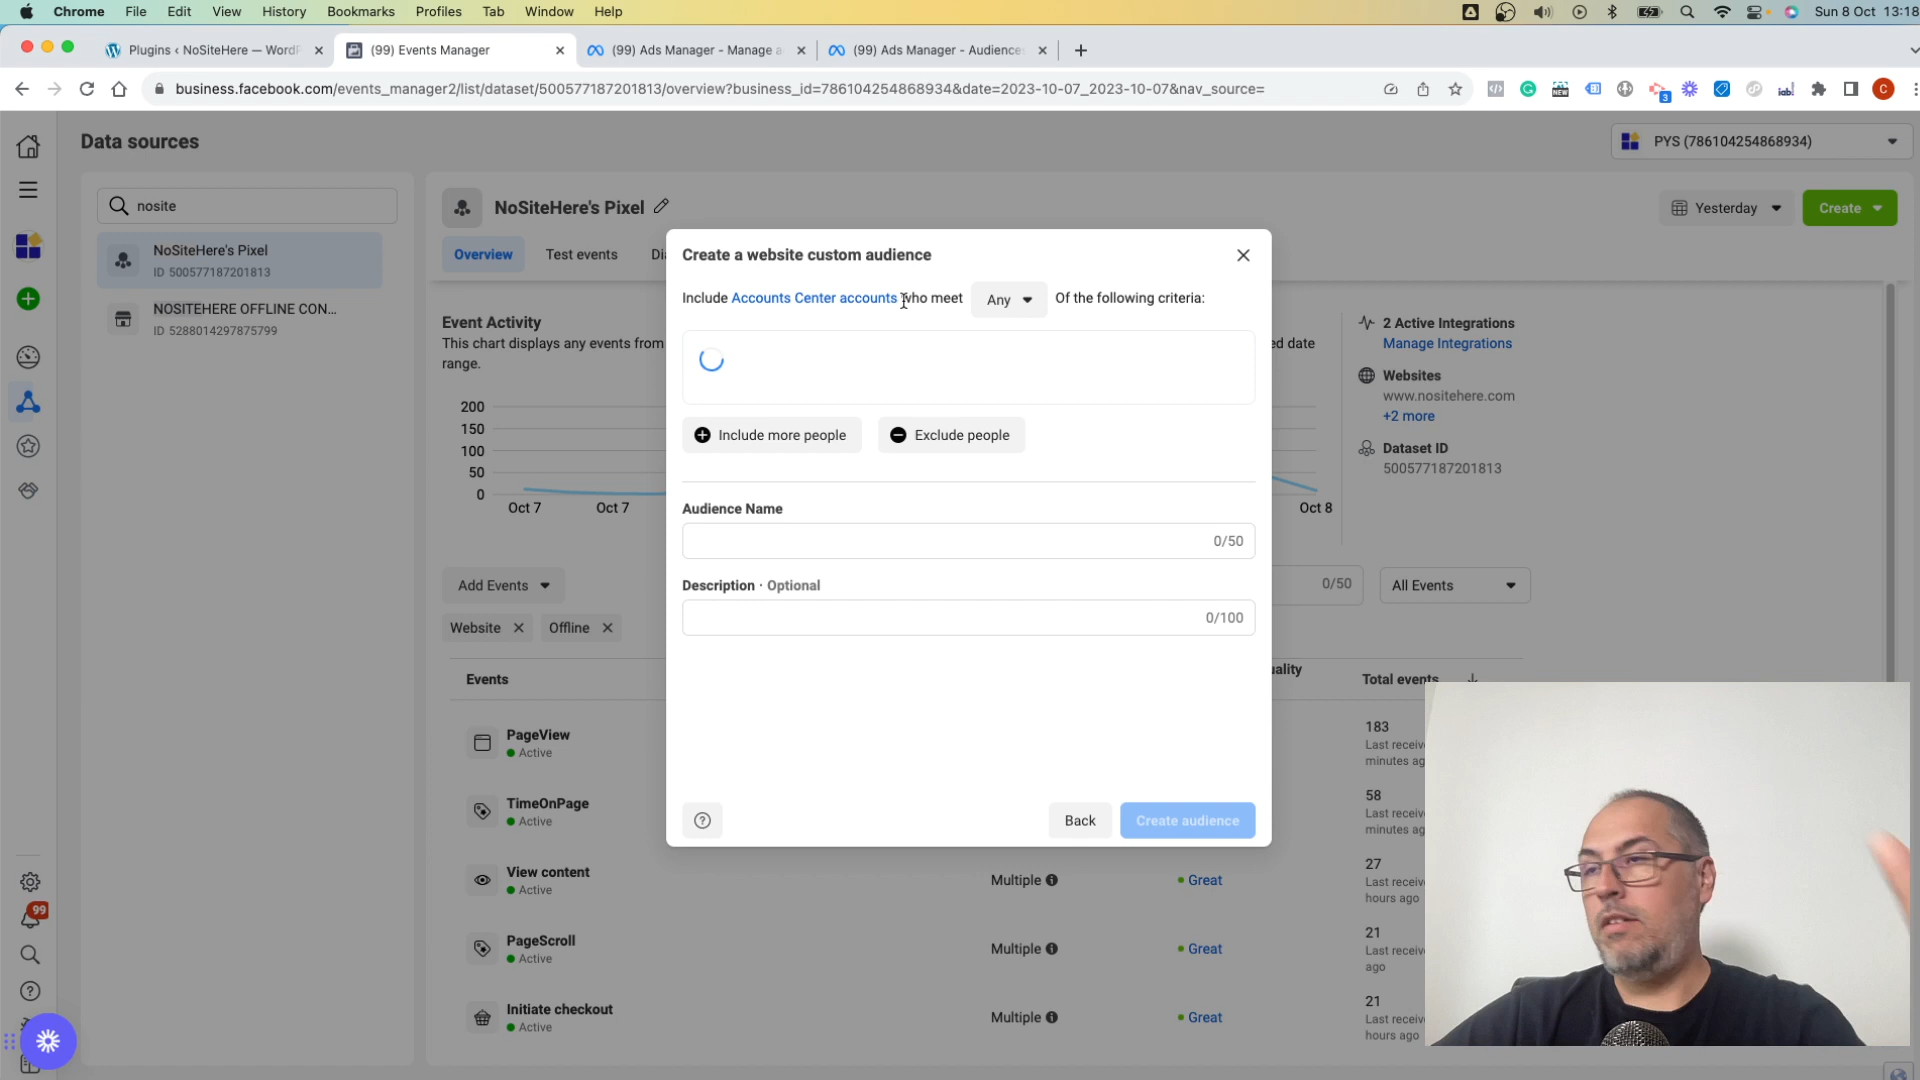 Chrome File Edit View History Bookmarks Profiles Tab Window Help Sun 8 Oct 13:18
Plugins ‹ NoSiteHere — WordP
(99) Events Manager
(99) Ads Manager - Manage a
(99) Ads Manager - Audience
business.facebook.com/events_manager2/list/dataset/500577187201813/overview?business_id=786104254868934&date=2023-10-07_2023-10-07&nav_source=
NEW
3
iab!
C
Data sources
PYS (786104254868934)
nosite
NoSiteHere's Pixel
ID 500577187201813
NOSITEHERE OFFLINE CON...
ID 5288014297875799
NoSiteHere's Pixel
Yesterday
Create
Overview
Test events
Event Activity
This chart displays any events from
range.
200
150
100
50
0
Oct 7
Oct 7
Oct 8
ed date
2 Active Integrations
Manage Integrations
Websites
www.nositehere.com
+2 more
Dataset ID
500577187201813
Create a website custom audience
Include Accounts Center accounts who meet Any Of the following criteria:
Include more people
Exclude people
Audience Name
0/50
Description · Optional
0/100
Back
Create audience
Add Events
0/50
All Events
Website
Offline
Events
uality
Total events
PageView
Active
183
Last receiv
minutes ag
TimeOnPage
Active
58
Last receiv
minutes ag
View content
Active
Multiple
Great
27
Last receiv
hours ago
PageScroll
Active
Multiple
Great
21
Last receiv
ago
Initiate checkout
Active
Multiple
Great
21
Last receiv
hours ago
99